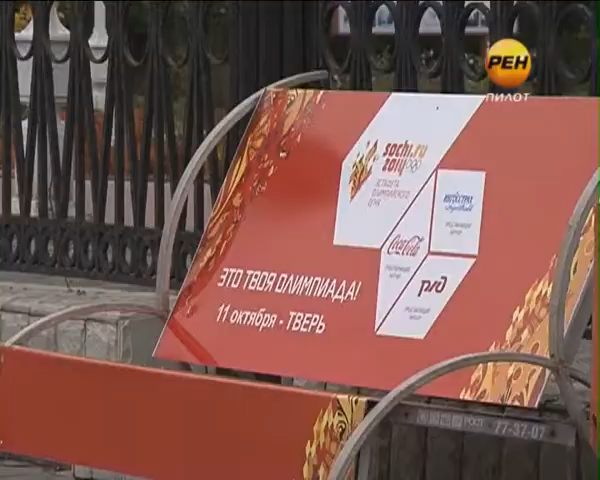 РЕН
ПИЛОТ
sochi.ru
2014
ЭСТАФЕТА
ОЛИМПИЙСКОГО
ОГНЯ
ИНГОССТРАХ
Coca-Cola
РЖД
ЭТО ТВОЯ ОЛИМПИАДА!
11 октября - ТВЕРЬ
77-37-07